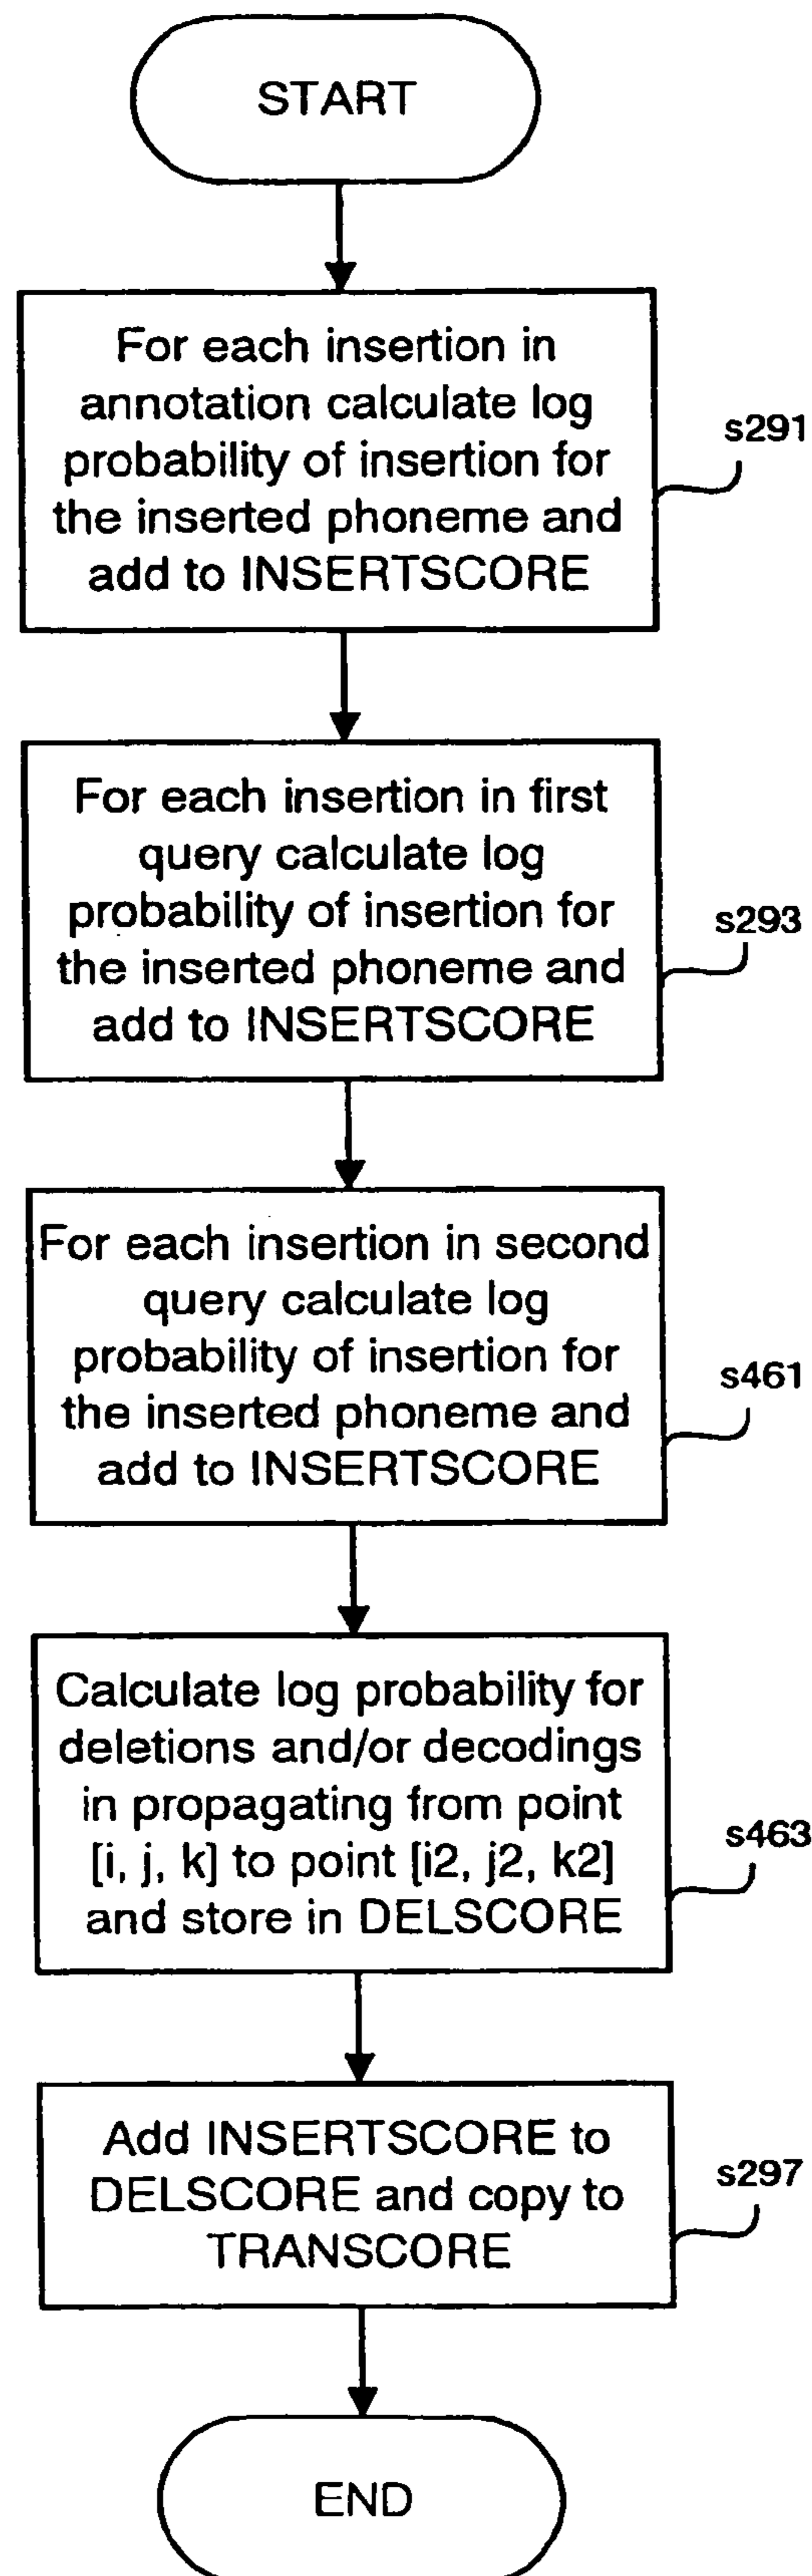 START
For each insertion in
annotation calculate log
probability of insertion for
the inserted phoneme and
add to INSERTSCORE
s291
For each insertion in first
query calculate log
probability of insertion for
the inserted phoneme and
add to INSERTSCORE
s293
For each insertion in second
query calculate log
probability of insertion for
the inserted phoneme and
add to INSERTSCORE
s461
Calculate log probability for
deletions and/or decodings
in propagating from point
[i, j, k] to point [i2, j2, k2]
and store in DELSCORE
s463
Add INSERTSCORE to
DELSCORE and copy to
TRANSCORE
s297
END